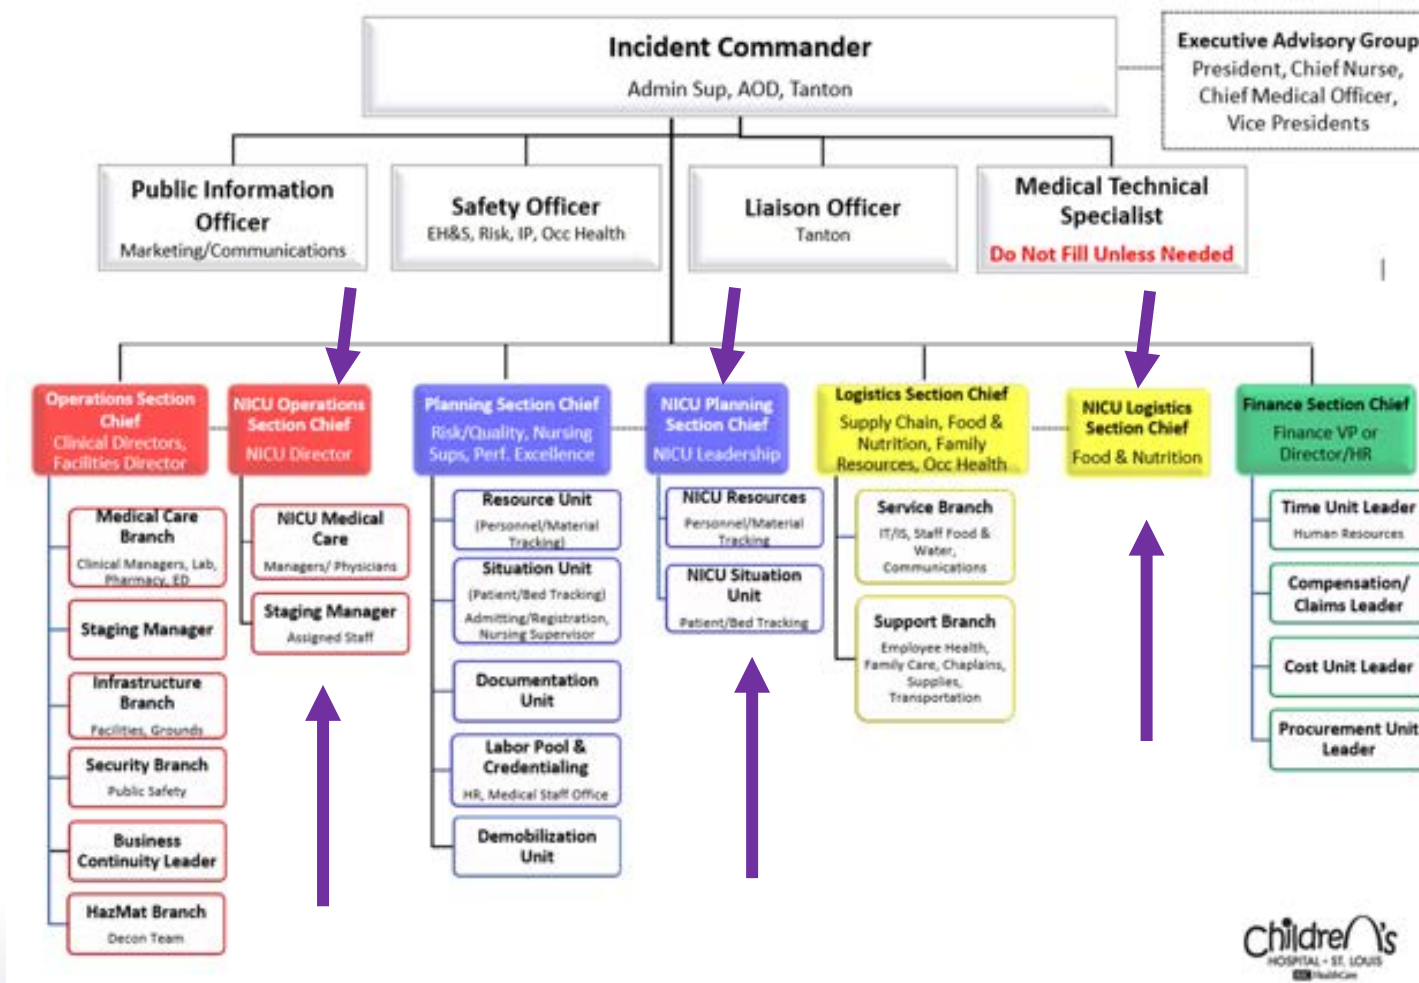 Incident Commander
Admin Sup, AOD, Tanton
Executive Advisory Group
President, Chief Nurse,
Chief Medical Officer,
Vice Presidents
Public Information
Officer
Marketing/Communications
Safety Officer
EH&S, Risk, IP, Occ Health
Liaison Officer
Tanton
Medical Technical
Specialist
Do Not Fill Unless Needed
Operations Section
Chief
Clinical Directors,
Facilities Director
NICU Operations
Section Chief
NICU Director
Planning Section Chief
Risk/Quality, Nursing
Sups, Perf. Excellence
NICU Planning
Section Chief
NICU Leadership
Logistics Section Chief
Supply Chain, Food &
Nutrition, Family
Resources, Occ Health
NICU Logistics
Section Chief
Food & Nutrition
Finance Section Chief
Finance VP or
Director/HR
Medical Care
Branch
Clinical Managers, Lab,
Pharmacy, ED
Staging Manager
Infrastructure
Branch
Facilities, Grounds
Security Branch
Public Safety
Business
Continuity Leader
HazMat Branch
Decon Team
NICU Medical
Care
Managers/ Physicians
Staging Manager
Assigned Staff
Resource Unit
(Personnel/Material
Tracking)
Situation Unit
(Patient/Bed Tracking)
Admitting/Registration,
Nursing Supervisor
Documentation
Unit
Labor Pool &
Credentialing
HR, Medical Staff Office
Demobilization
Unit
NICU Resources
Personnel/Material
Tracking
NICU Situation
Unit
Patient/Bed Tracking
Service Branch
IT/IS, Staff Food &
Water,
Communications
Support Branch
Employee Health,
Family Care, Chaplains,
Supplies,
Transportation
Time Unit Leader
Human Resources
Compensation/
Claims Leader
Cost Unit Leader
Procurement Unit
Leader
Children's
HOSPITAL - ST. LOUIS
BJC HealthCare